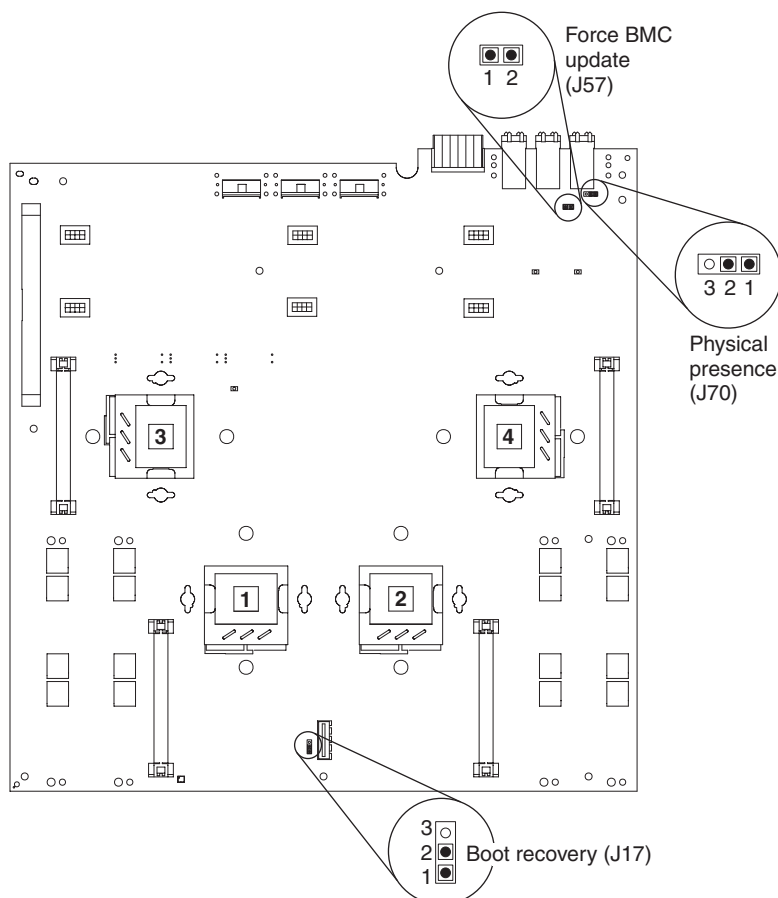 Force BMC
update
(J57)
1 2
3 2 1
Physical
presence
(J70)
3
4
1
2
3
2 Boot recovery (J17)
1